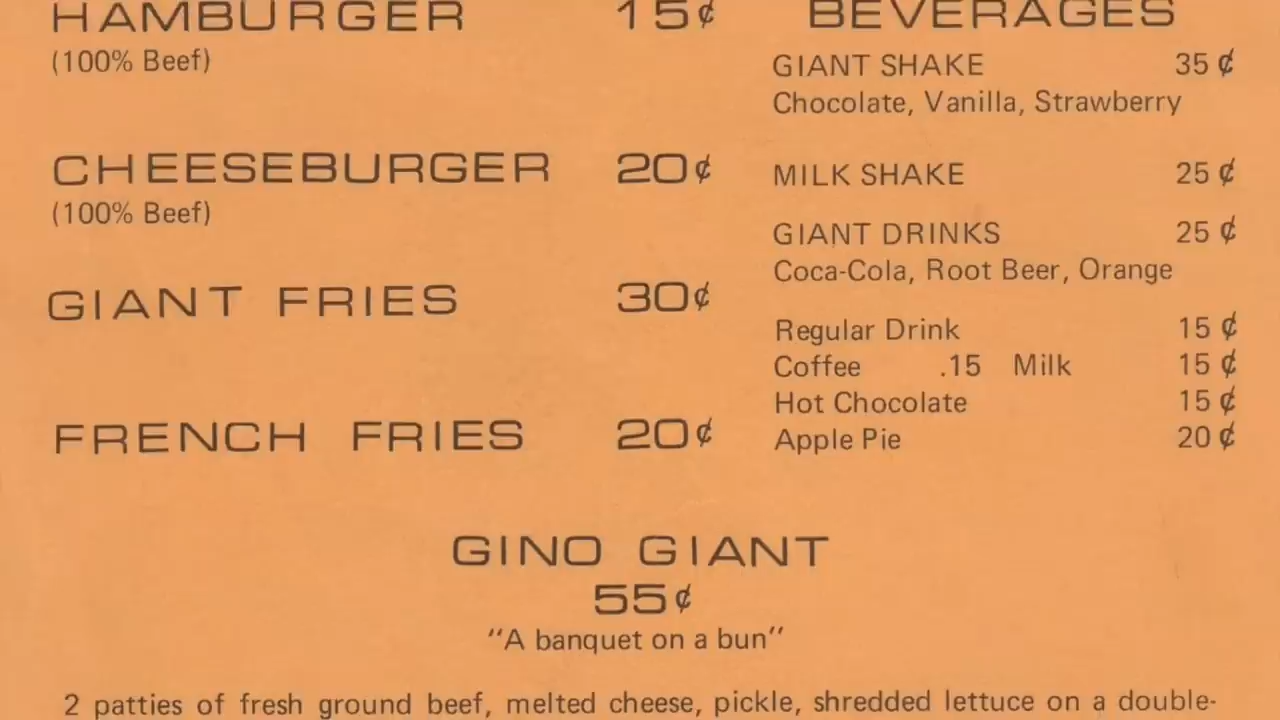 HAMBURGER 15¢
(100% Beef)
CHEESEBURGER 20¢
(100% Beef)
GIANT FRIES 30¢
FRENCH FRIES 20¢
BEVERAGES
GIANT SHAKE 35¢
Chocolate, Vanilla, Strawberry
MILK SHAKE 25¢
GIANT DRINKS 25¢
Coca-Cola, Root Beer, Orange
Regular Drink 15¢
Coffee .15 Milk 15¢
Hot Chocolate 15¢
Apple Pie 20¢
GINO GIANT
55¢
"A banquet on a bun"
2 patties of fresh ground beef, melted cheese, pickle, shredded lettuce on a double-